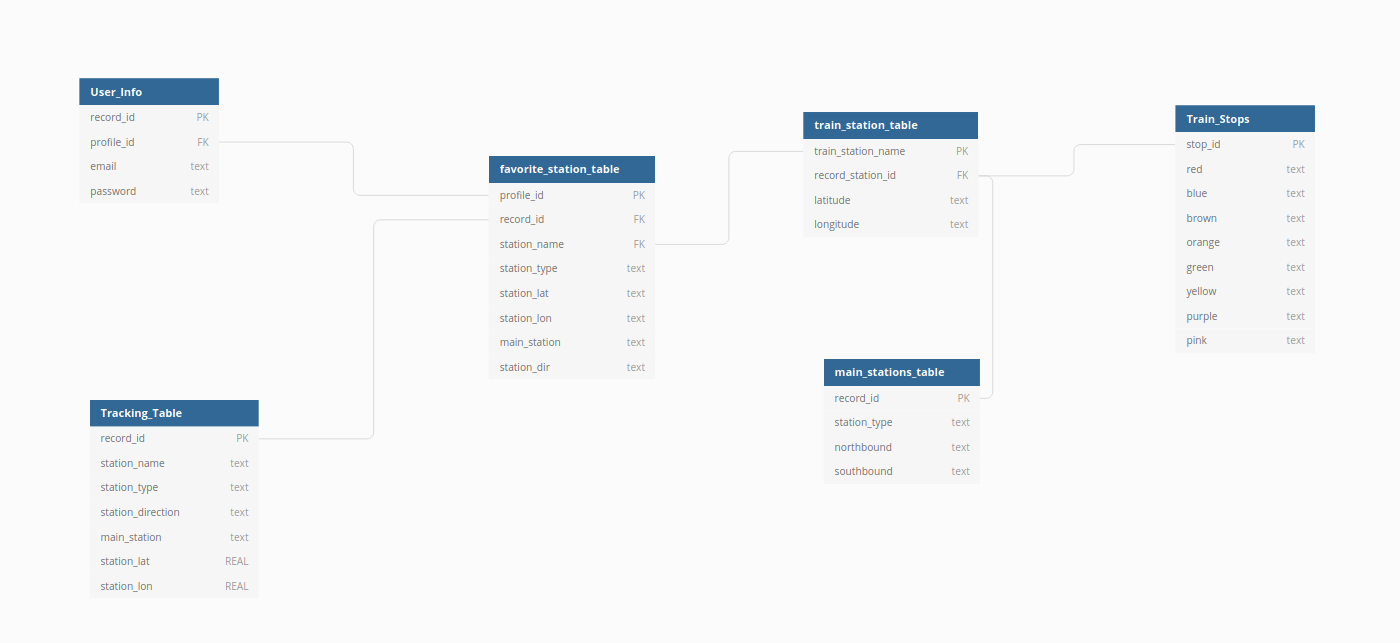 User_Info
record_id PK
profile_id FK
email text
password text
favorite_station_table
profile_id PK
record_id FK
station_name FK
station_type text
station_lat text
station_lon text
main_station text
station_dir text
train_station_table
train_station_name PK
record_station_id FK
latitude text
longitude text
Train_Stops
stop_id PK
red text
blue text
brown text
orange text
green text
yellow text
purple text
pink text
main_stations_table
record_id PK
station_type text
northbound text
southbound text
Tracking_Table
record_id PK
station_name text
station_type text
station_direction text
main_station text
station_lat REAL
station_lon REAL